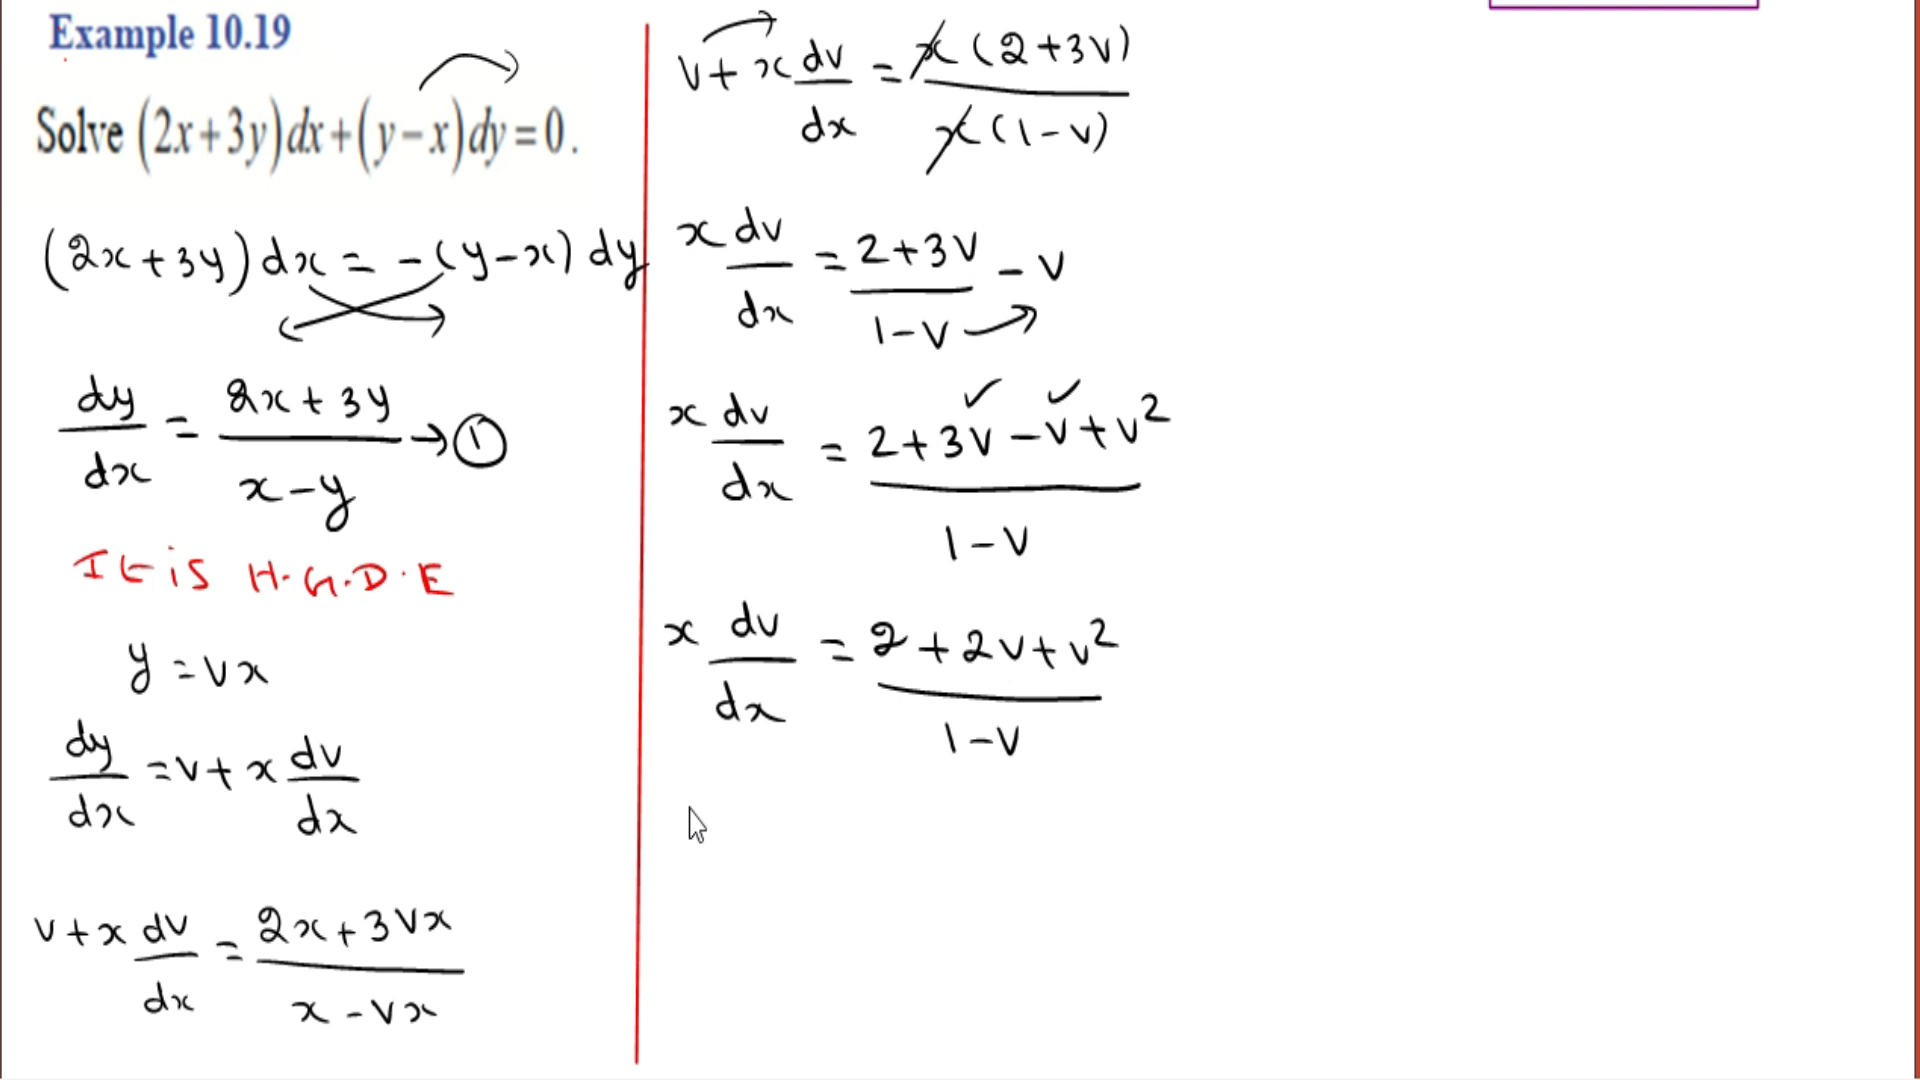 Example 10.19
Solve (2x+3y)dx+(y−x)dy=0.
(2x+3y)dx = -(y-x)dy
dy/dx = 2x+3y/x-y → ①
It is H.G.D.E
y = vx
dy/dx = v+x dv/dx
v+x dv/dx = 2x+3vx/x-vx
v+x dv/dx = x(2+3v)/x(1-v)
x dv/dx = 2+3v/1-v - v
x dv/dx = 2+3v-v+v²/1-v
x dv/dx = 2+2v+v²/1-v